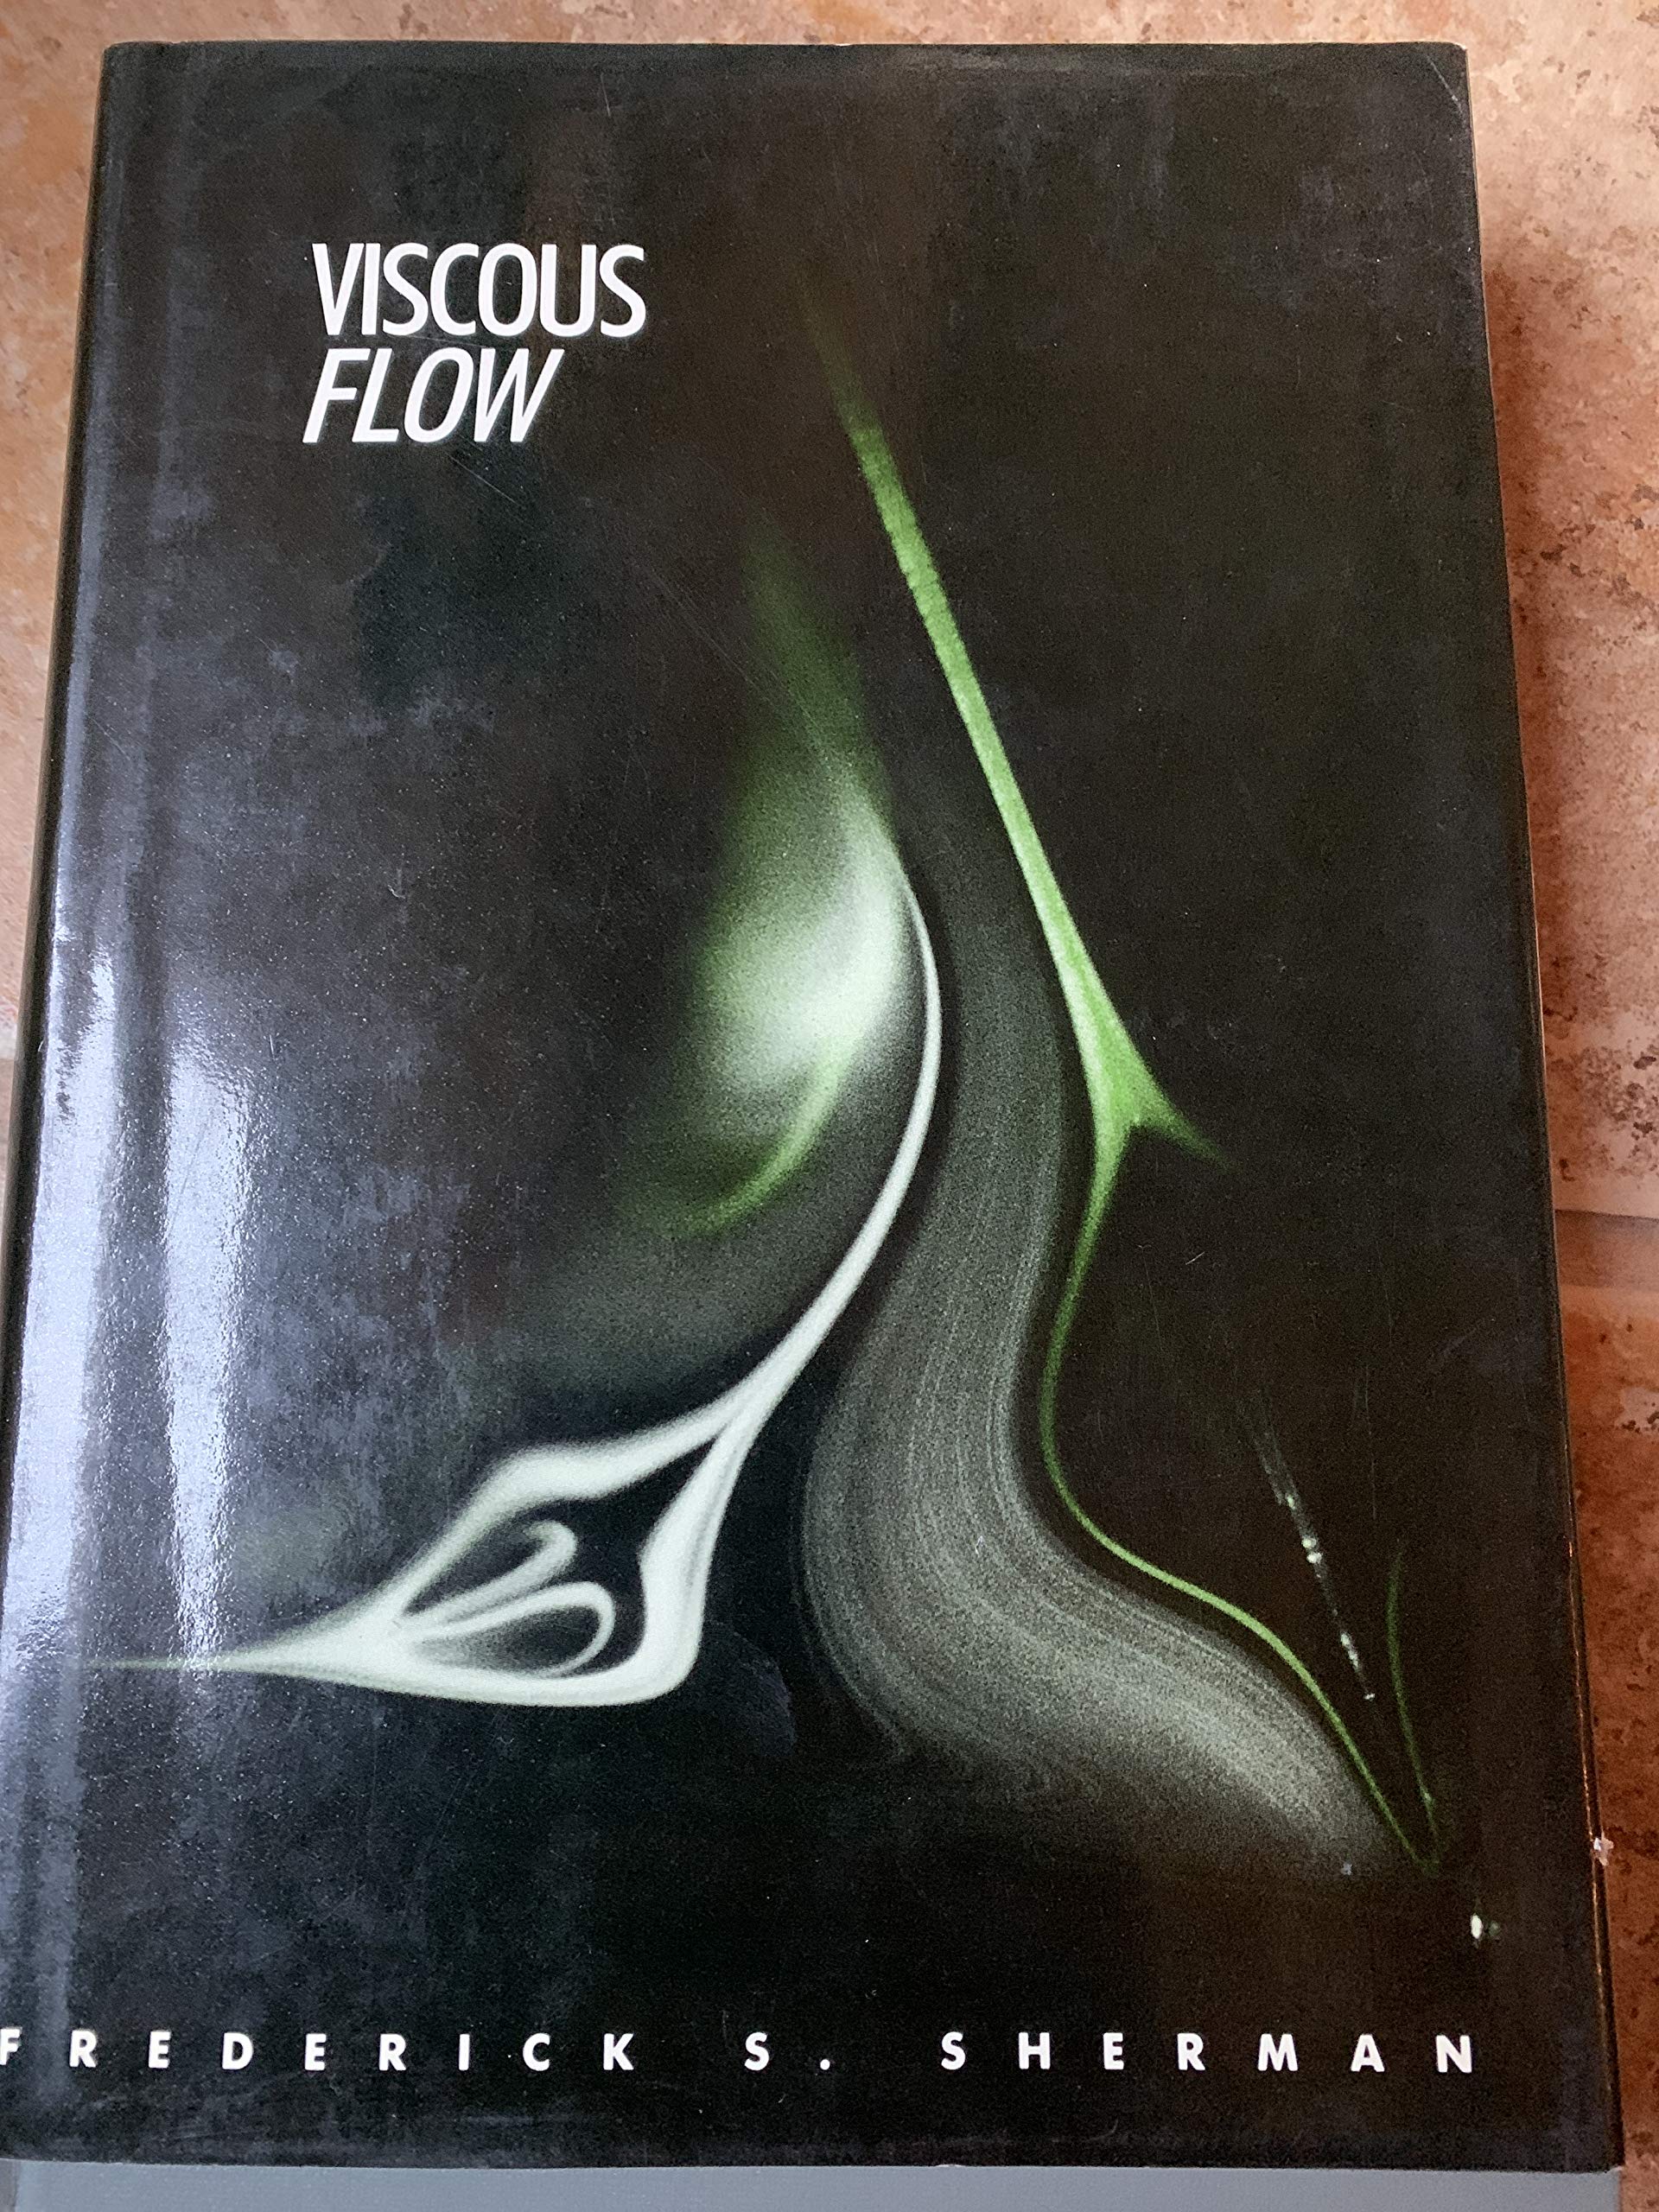 VISCOUS
FLOW
FREDERICK S. SHERMAN